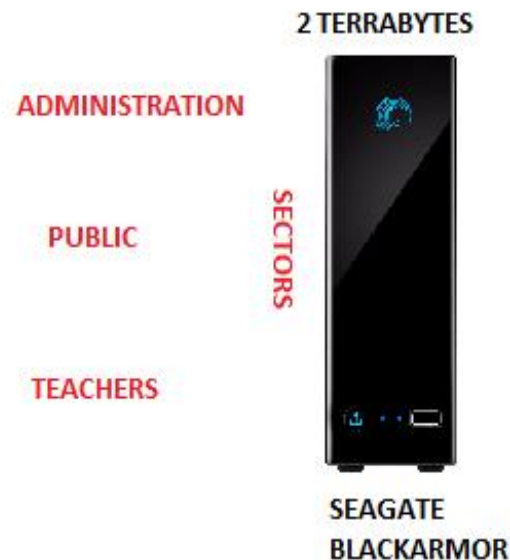 2 TERRABYTES
ADMINISTRATION
SECTORS
PUBLIC
TEACHERS
SEAGATE
BLACKARMOR